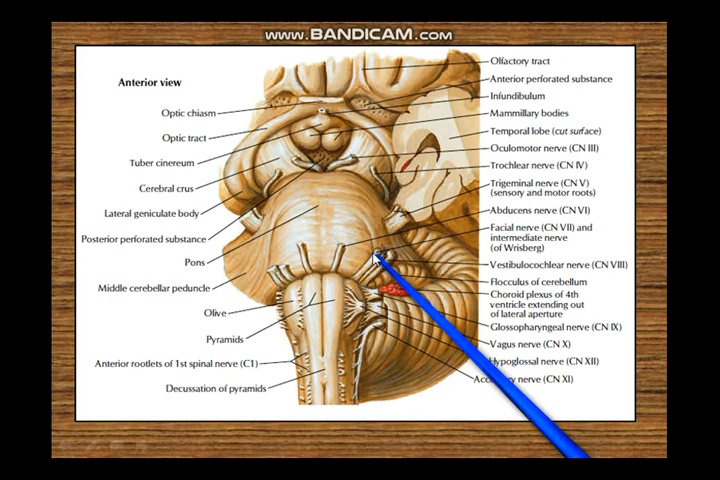 www.BANDICAM.com
Anterior view
Optic chiasm
Optic tract
Tuber cinereum
Cerebral crus
Lateral geniculate body
Posterior perforated substance
Pons
Middle cerebellar peduncle
Olive
Pyramids
Anterior rootlets of 1st spinal nerve (C1)
Decussation of pyramids
Olfactory tract
Anterior perforated substance
Infundibulum
Mammillary bodies
Temporal lobe (cut surface)
Oculomotor nerve (CN III)
Trochlear nerve (CN IV)
Trigeminal nerve (CN V)
(sensory and motor roots)
Abducens nerve (CN VI)
Facial nerve (CN VII) and
intermediate nerve
(of Wrisberg)
Vestibulocochlear nerve (CN VIII)
Flocculus of cerebellum
Choroid plexus of 4th
ventricle extending out
of lateral aperture
Glossopharyngeal nerve (CN IX)
Vagus nerve (CN X)
Hypoglossal nerve (CN XII)
nerve (CN XI)